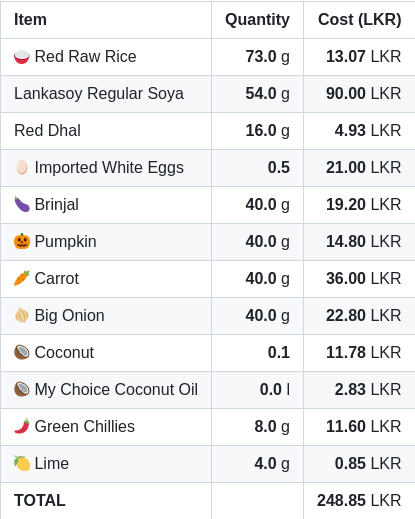 Item Quantity Cost (LKR)
🍚 Red Raw Rice 73.0 g 13.07 LKR
Lankasoy Regular Soya 54.0 g 90.00 LKR
Red Dhal 16.0 g 4.93 LKR
🥚 Imported White Eggs 0.5 21.00 LKR
🍆 Brinjal 40.0 g 19.20 LKR
🎃 Pumpkin 40.0 g 14.80 LKR
🥕 Carrot 40.0 g 36.00 LKR
🧅 Big Onion 40.0 g 22.80 LKR
🥥 Coconut 0.1 11.78 LKR
🥥 My Choice Coconut Oil 0.0 l 2.83 LKR
🌶️ Green Chillies 8.0 g 11.60 LKR
🍋 Lime 4.0 g 0.85 LKR
TOTAL 248.85 LKR